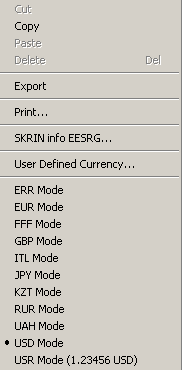 Cut
Copy
Paste
Delete Del
Export
Print...
SKRIN info EESRG...
User Defined Currency...
ERR Mode
EUR Mode
FFF Mode
GBP Mode
ITL Mode
JPY Mode
KZT Mode
RUR Mode
UAH Mode
USD Mode
USR Mode (1.23456 USD)